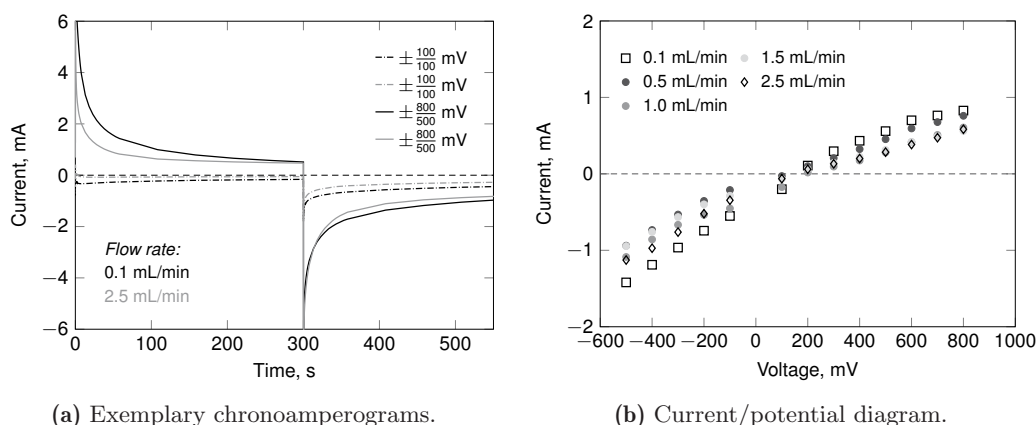 6
4
2
0
-2
-4
-6
Current, mA
± 100/100 mV
± 100/100 mV
± 800/500 mV
± 800/500 mV
Flow rate:
0.1 mL/min
2.5 mL/min
0 100 200 300 400 500
Time, s
(a) Exemplary chronoamperograms.
2
1
0
−1
−2
Current, mA
0.1 mL/min 1.5 mL/min
0.5 mL/min 2.5 mL/min
1.0 mL/min
−600 −400 −200 0 200 400 600 800 1000
Voltage, mV
(b) Current/potential diagram.